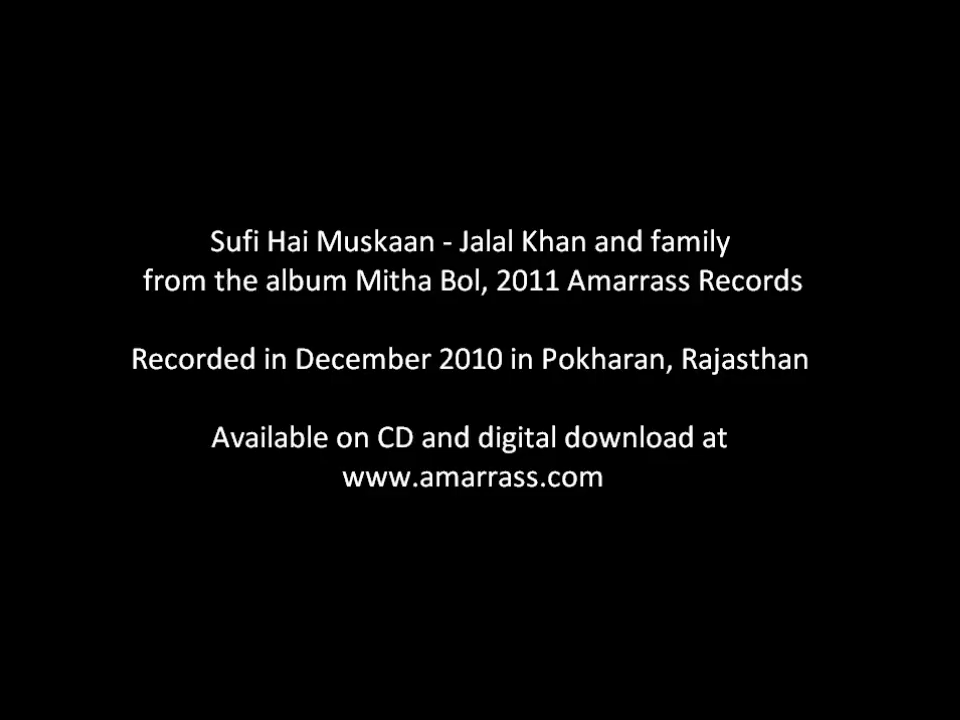 Sufi Hai Muskaan - Jalal Khan and family
from the album Mitha Bol, 2011 Amarrass Records
Recorded in December 2010 in Pokharan, Rajasthan
Available on CD and digital download at
www.amarrass.com